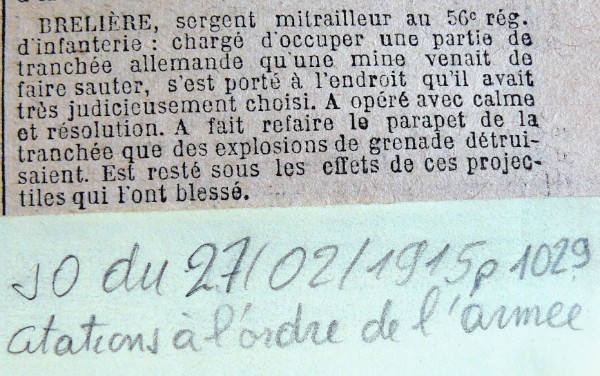 BRELIÈRE, sergent mitrailleur au 56e rég.
d'infanterie : chargé d'occuper une partie de
tranchée allemande qu'une mine venait de
faire sauter, s'est porté à l'endroit qu'il avait
très judicieusement choisi. A opéré avec calme
et résolution. A fait refaire le parapet de la
tranchée que des explosions de grenade détrui-
saient. Est resté sous les effets de ces projec-
tiles qui l'ont blessé.
JO du 27/02/1915 p 1029
Citations à l'ordre de l'armée